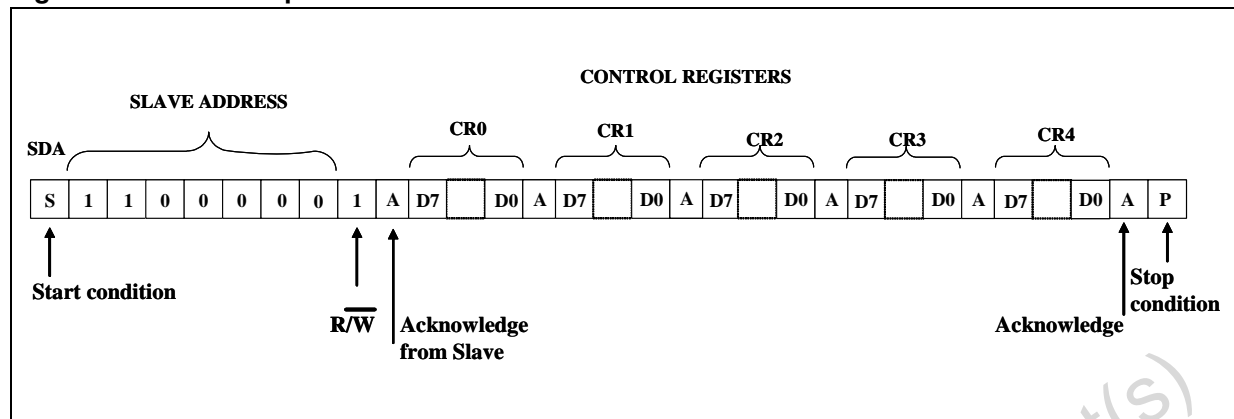 CONTROL REGISTERS
SLAVE ADDRESS
SDA CR0 CR1 CR2 CR3 CR4
S 1 1 0 0 0 0 0 1 A D7 D0 A D7 D0 A D7 D0 A D7 D0 A D7 D0 A P
Start condition
R/W
Acknowledge
from Slave
Acknowledge
Stop
condition
t(s)